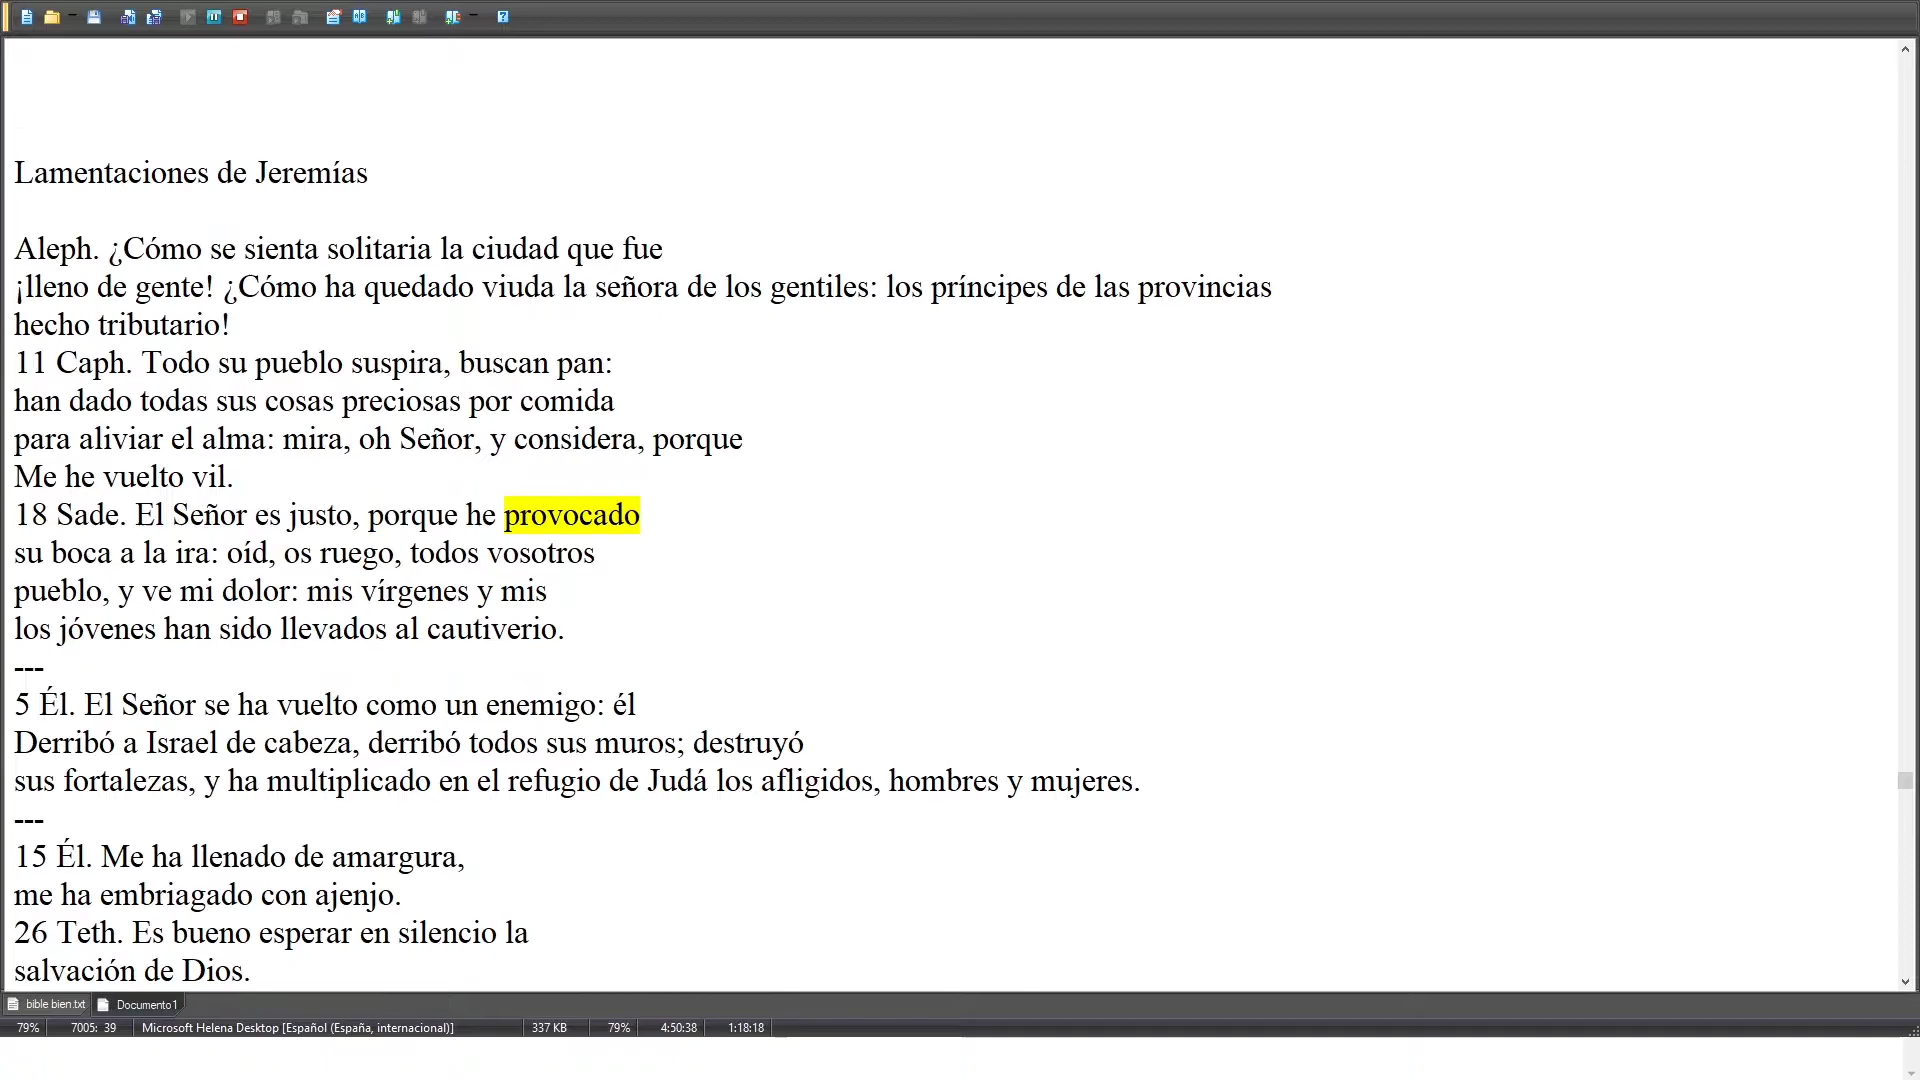 Lamentaciones de Jeremías
Aleph. ¿Cómo se sienta solitaria la ciudad que fue
¡lleno de gente! ¿Cómo ha quedado viuda la señora de los gentiles: los príncipes de las provincias
hecho tributario!
11 Caph. Todo su pueblo suspira, buscan pan:
han dado todas sus cosas preciosas por comida
para aliviar el alma: mira, oh Señor, y considera, porque
Me he vuelto vil.
18 Sade. El Señor es justo, porque he provocado
su boca a la ira: oíd, os ruego, todos vosotros
pueblo, y ve mi dolor: mis vírgenes y mis
los jóvenes han sido llevados al cautiverio.
---
5 Él. El Señor se ha vuelto como un enemigo: él
Derribó a Israel de cabeza, derribó todos sus muros; destruyó
sus fortalezas, y ha multiplicado en el refugio de Judá los afligidos, hombres y mujeres.
---
15 Él. Me ha llenado de amargura,
me ha embriagado con ajenjo.
26 Teth. Es bueno esperar en silencio la
salvación de Dios.
bible bien.txt Documento1
79% 7005: 39 Microsoft Helena Desktop [Español (España, internacional)] 337 KB 79% 4:50:38 1:18:18